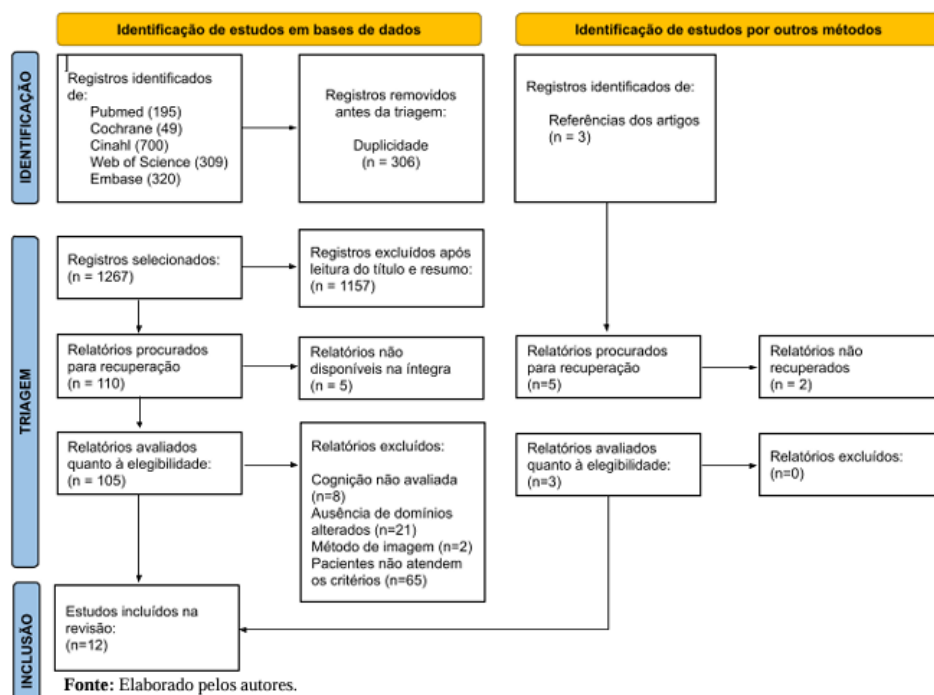 Identificação de estudos em bases de dados
Identificação de estudos por outros métodos
IDENTIFICAÇÃO
Registros identificados
de:
Pubmed (195)
Cochrane (49)
Cinahl (700)
Web of Science (309)
Embase (320)
Registros removidos
antes da triagem:
Duplicidade
(n = 306)
Registros identificados de:
Referências dos artigos
(n = 3)
TRIAGEM
Registros selecionados:
(n = 1267)
Registros excluídos após
leitura do título e resumo:
(n = 1157)
Relatórios procurados
para recuperação
(n = 110)
Relatórios não
disponíveis na íntegra
(n = 5)
Relatórios procurados
para recuperação
(n=5)
Relatórios não
recuperados
(n = 2)
Relatórios avaliados
quanto à elegibilidade:
(n = 105)
Relatórios excluídos:
Cognição não avaliada
(n=8)
Ausência de domínios
alterados (n=21)
Método de imagem (n=2)
Pacientes não atendem
os critérios (n=65)
Relatórios avaliados
quanto à elegibilidade:
(n=3)
Relatórios excluídos:
(n=0)
INCLUSÃO
Estudos incluídos na
revisão:
(n=12)
Fonte: Elaborado pelos autores.